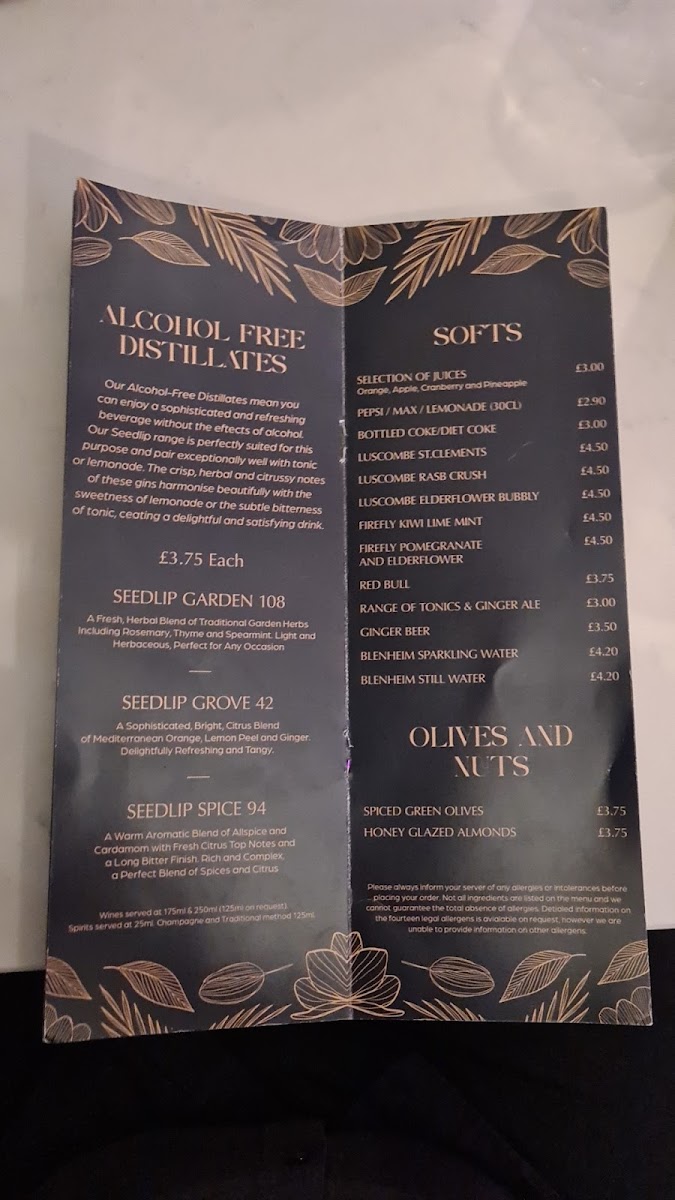 ALCOHOL FREE
DISTILLATES
Our Alcohol-Free Distillates mean you
can enjoy a sophisticated and refreshing
beverage without the effects of alcohol.
Our Seedlip range is perfectly suited for this
purpose and pair exceptionally well with tonic
or lemonade. The crisp, herbal and citrussy notes
of these gins harmonise beautifully with the
sweetness of lemonade or the subtle bitterness
of tonic, ceating a delightful and satisfying drink.
£3.75 Each
SEEDLIP GARDEN 108
A Fresh, Herbal Blend of Traditional Garden Herbs
Including Rosemary, Thyme and Spearmint. Light and
Herbaceous, Perfect for Any Occasion
SEEDLIP GROVE 42
A Sophisticated, Bright, Citrus Blend
of Mediterranean Orange, Lemon Peel and Ginger.
Delightfully Refreshing and Tangy.
SEEDLIP SPICE 94
A Warm Aromatic Blend of Allspice and
Cardamom with Fresh Citrus Top Notes and
a Long Bitter Finish. Rich and Complex,
a Perfect Blend of Spices and Citrus
Wines served at 175ml & 250ml (125ml on request).
Spirits served at 25ml. Champagne and Traditional method 125ml.
SOFTS
SELECTION OF JUICES £3.00
Orange, Apple, Cranberry and Pineapple
PEPSI / MAX / LEMONADE (30CL) £2.90
BOTTLED COKE/DIET COKE £3.00
LUSCOMBE ST.CLEMENTS £4.50
LUSCOMBE RASB CRUSH £4.50
LUSCOMBE ELDERFLOWER BUBBLY £4.50
FIREFLY KIWI LIME MINT £4.50
FIREFLY POMEGRANATE £4.50
AND ELDERFLOWER
RED BULL £3.75
RANGE OF TONICS & GINGER ALE £3.00
GINGER BEER £3.50
BLENHEIM SPARKLING WATER £4.20
BLENHEIM STILL WATER £4.20
OLIVES AND
NUTS
SPICED GREEN OLIVES £3.75
HONEY GLAZED ALMONDS £3.75
Please always inform your server of any allergies or intolerances before
placing your order. Not all ingredients are listed on the menu and we
cannot guarantee the total absence of allergies. Detailed information on
the fourteen legal allergens is avaiable on request, however we are
unable to provide information on other allergens.